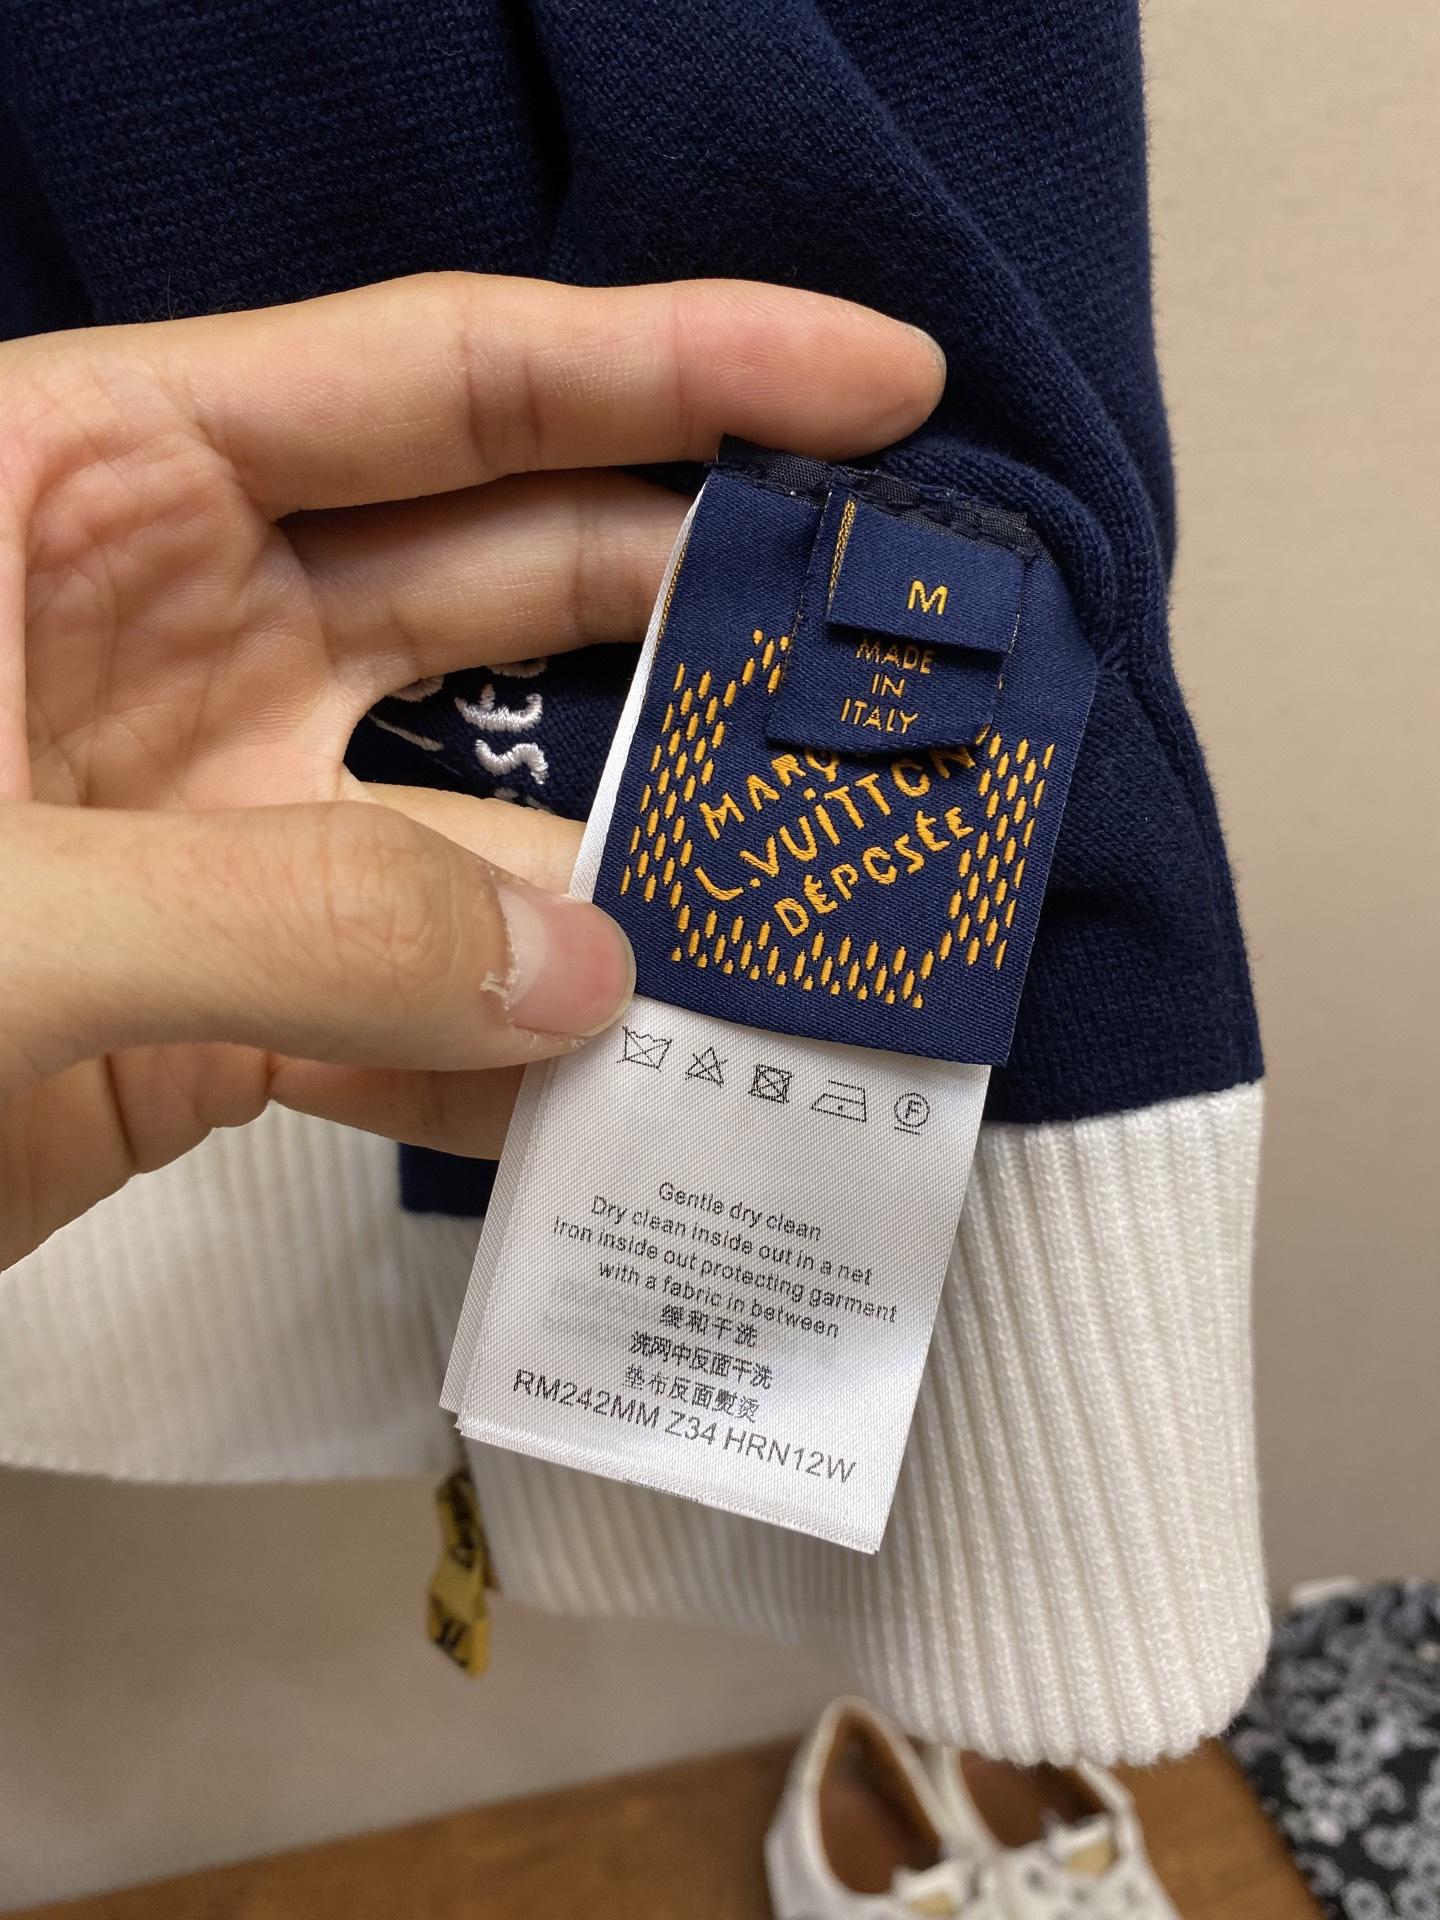 M
MADE
IN
ITALY
L.VUITTON
DÉPOSÉE
F
Gentle dry clean
Dry clean inside out in a net
Iron inside out protecting garment
with a fabric in between
缓和干洗
洗网中反面干洗
垫布反面熨烫
RM242MM Z34 HRN12W